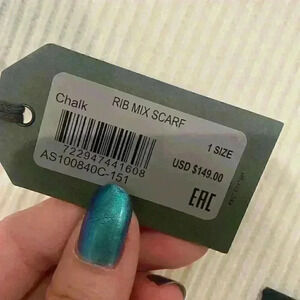 Chalk
RIB MIX SCARF
1 SIZE
722947441608
USD $149.00
AS100840C-151
EAC